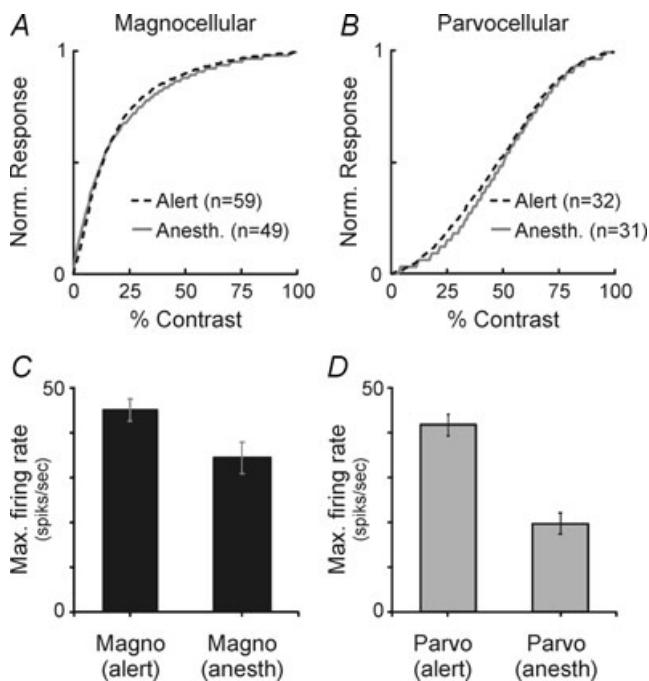 A Magnocellular
1
Norm. Response
Alert (n=59)
Anesth. (n=49)
0
0 25 50 75 100
% Contrast
B Parvocellular
1
Norm. Response
Alert (n=32)
Anesth. (n=31)
0
0 25 50 75 100
% Contrast
C
50
Max. firing rate
(spiks/sec)
0
Magno Magno
(alert) (anesth)
D
50
Max. firing rate
(spiks/sec)
0
Parvo Parvo
(alert) (anesth)